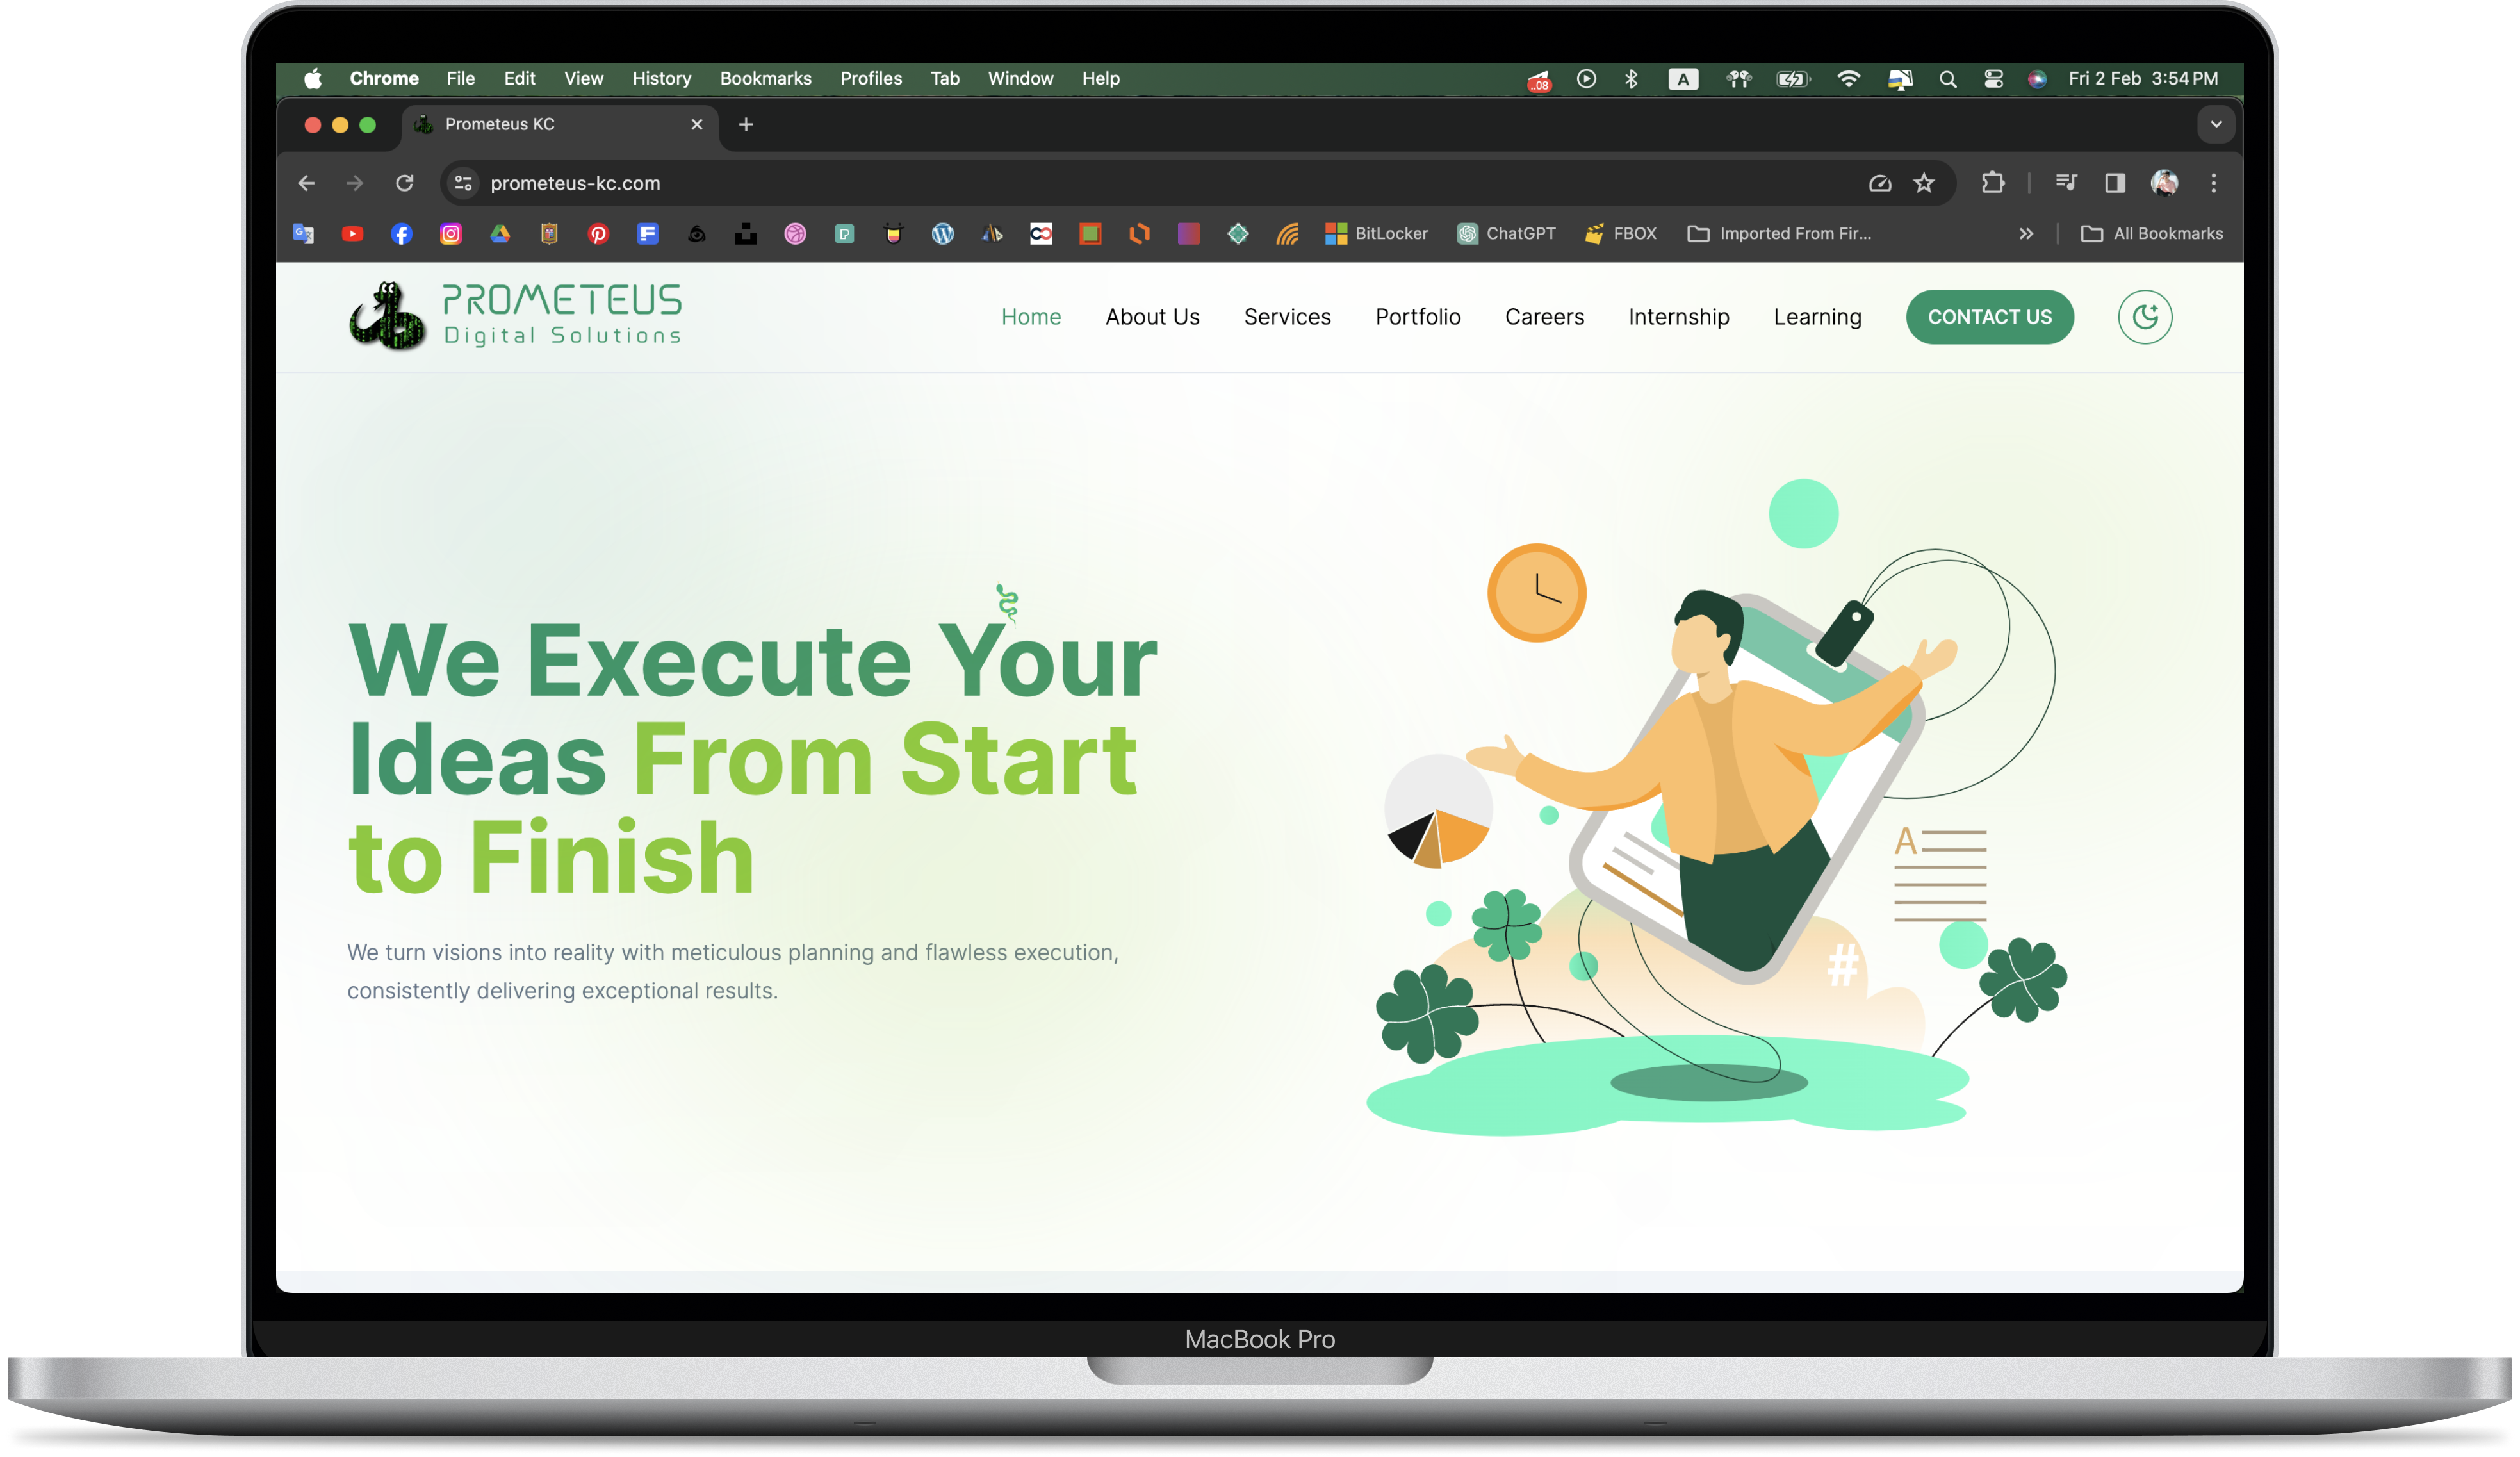 Chrome File Edit View History Bookmarks Profiles Tab Window Help ..08 A Fri 2 Feb 3:54 PM
Prometeus KC
prometeus-kc.com
BitLocker ChatGPT FBOX Imported From Fir... All Bookmarks
PROMETEUS
Digital Solutions
Home About Us Services Portfolio Careers Internship Learning CONTACT US
We Execute Your
Ideas From Start
to Finish
We turn visions into reality with meticulous planning and flawless execution,
consistently delivering exceptional results.
A
#
MacBook Pro